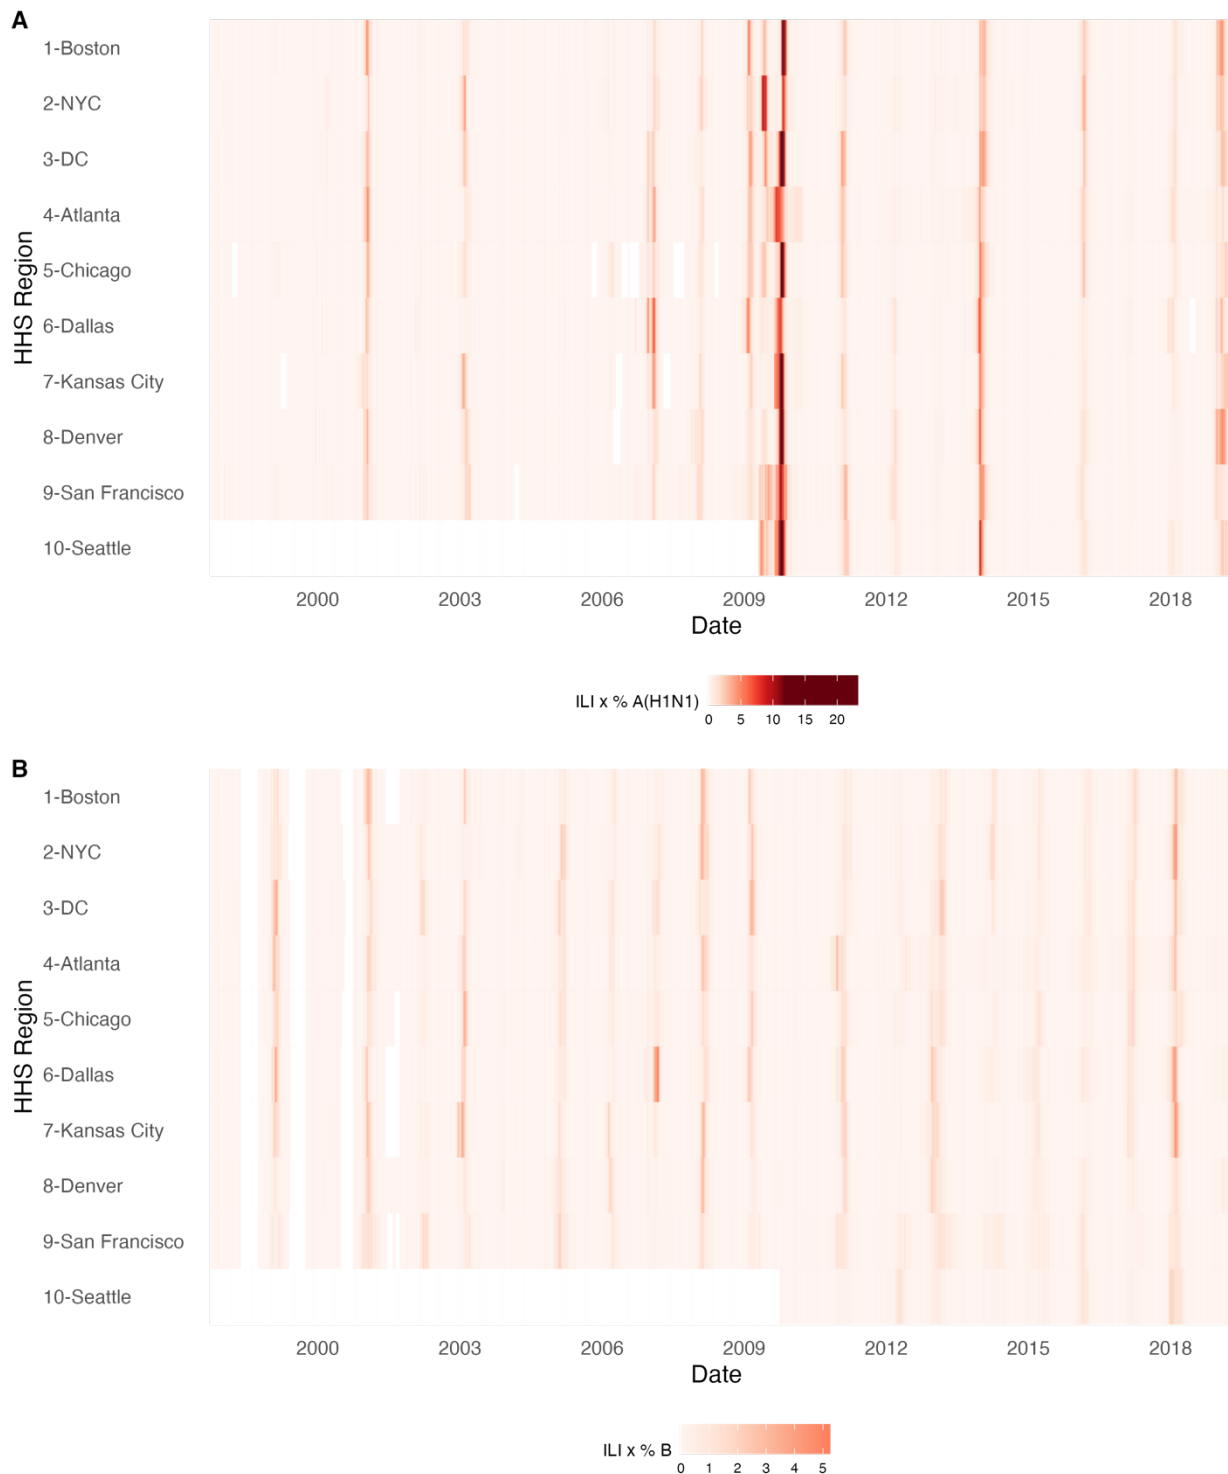 A
1-Boston
2-NYC
3-DC
4-Atlanta
5-Chicago
6-Dallas
7-Kansas City
8-Denver
9-San Francisco
10-Seattle
HHS Region
2000 2003 2006 2009 2012 2015 2018
Date
ILI x % A(H1N1)
0 5 10 15 20
B
1-Boston
2-NYC
3-DC
4-Atlanta
5-Chicago
6-Dallas
7-Kansas City
8-Denver
9-San Francisco
10-Seattle
HHS Region
2000 2003 2006 2009 2012 2015 2018
Date
ILI x % B
0 1 2 3 4 5